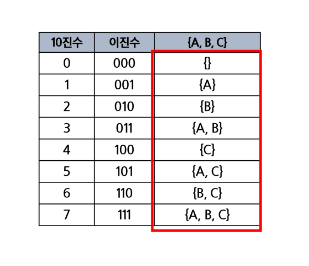 10진수 이진수 {A, B, C}
0 000 {}
1 001 {A}
2 010 {B}
3 011 {A, B}
4 100 {C}
5 101 {A, C}
6 110 {B, C}
7 111 {A, B, C}